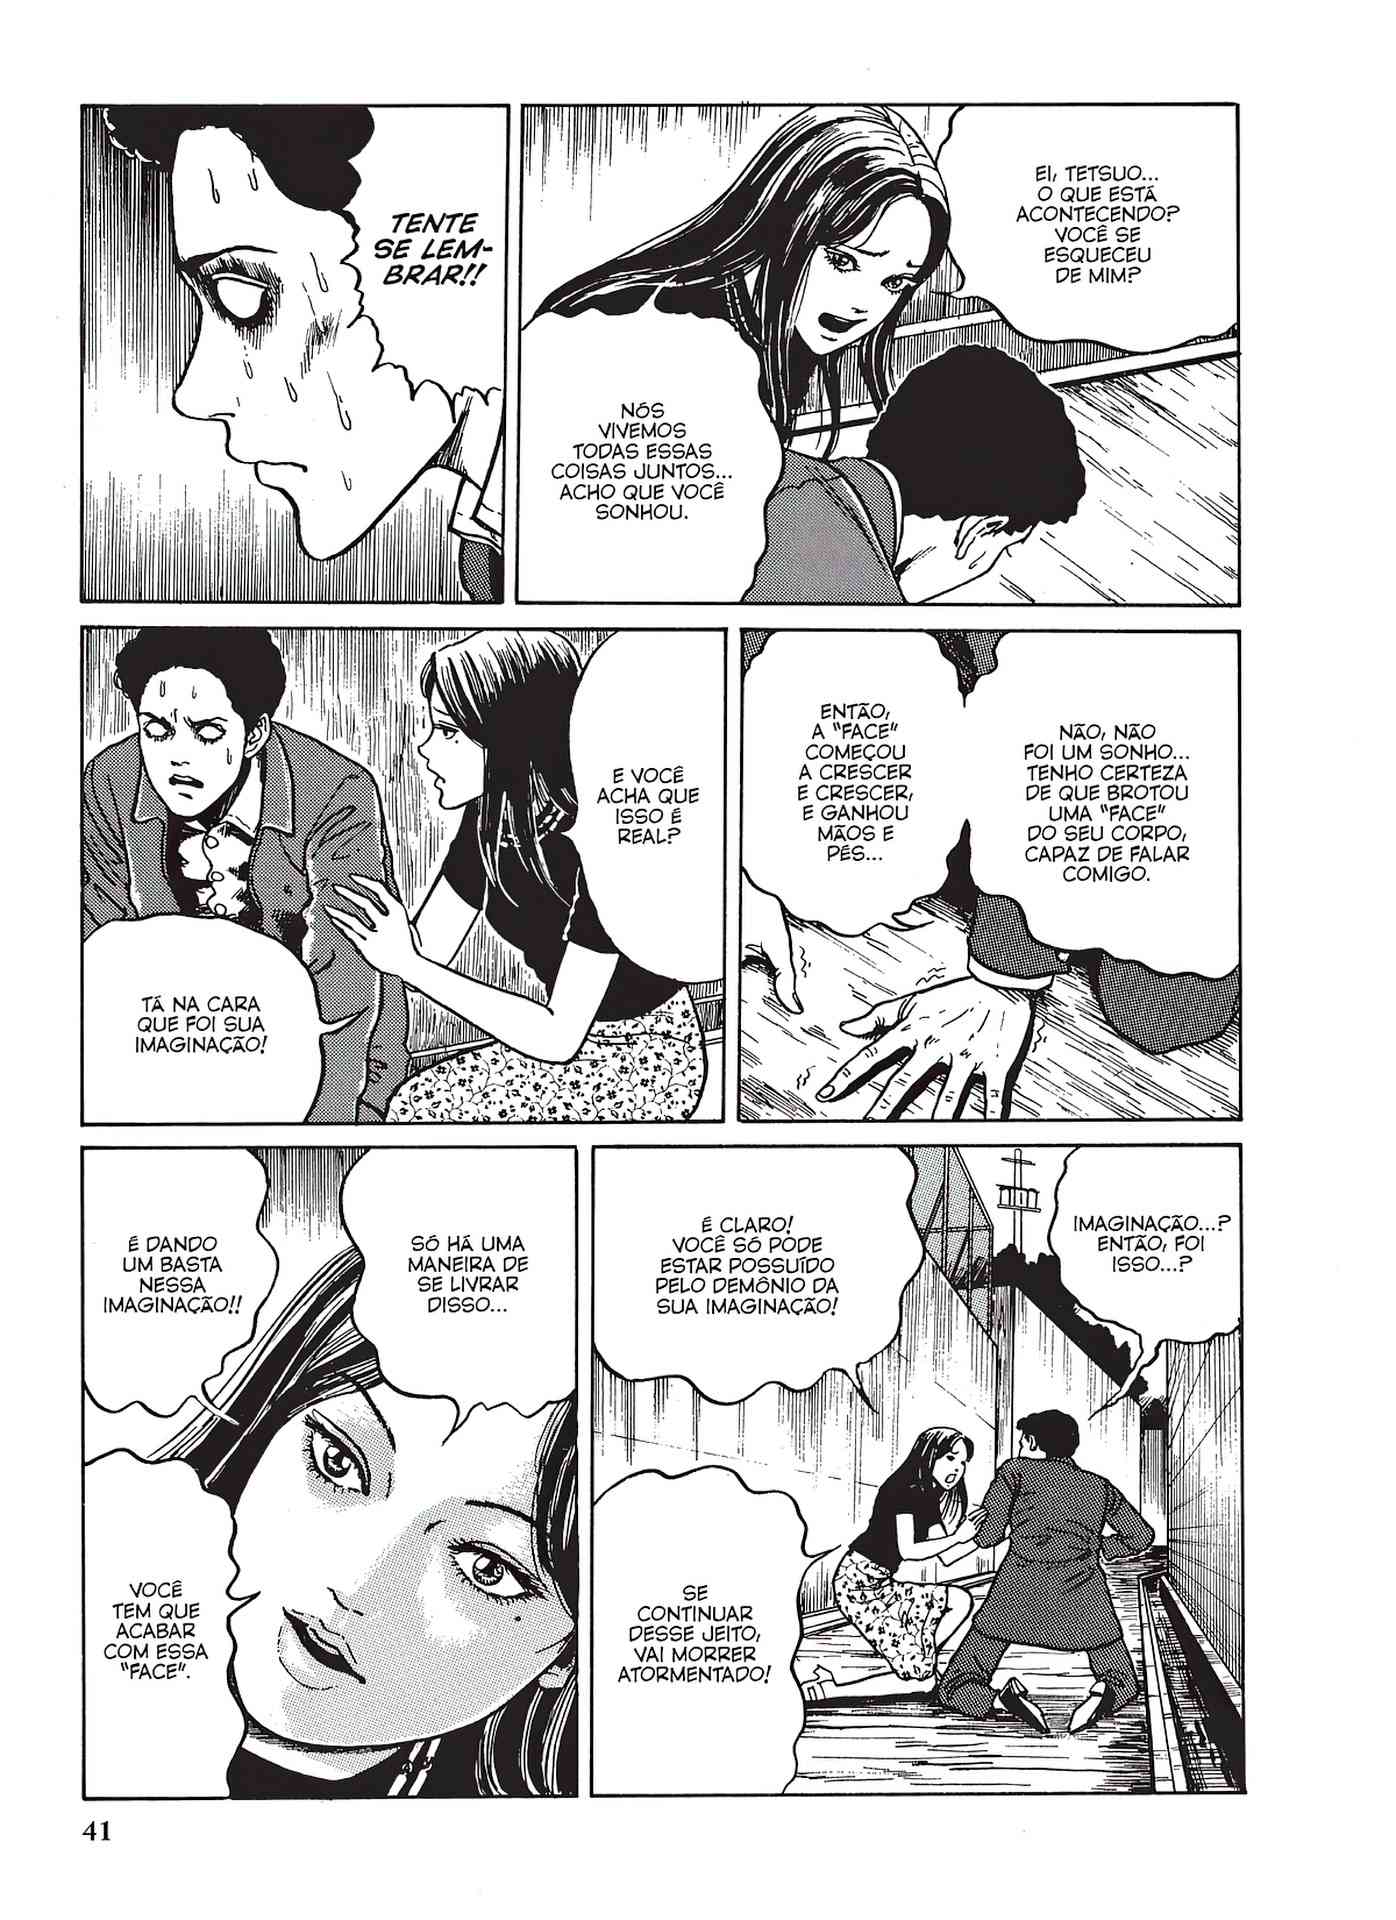 EI, TETSUO...
O QUE ESTÁ
ACONTECENDO?
VOCÊ SE
ESQUECEU
DE MIM?
NÓS
VIVEMOS
TODAS ESSAS
COISAS JUNTOS...
ACHO QUE VOCÊ
SONHOU.
TENTE
SE LEM-
BRAR!!
NÃO, NÃO
FOI UM SONHO...
TENHO CERTEZA
DE QUE BROTOU
UMA "FACE"
DO SEU CORPO,
CAPAZ DE FALAR
COMIGO.
ENTÃO,
A "FACE"
COMEÇOU
A CRESCER
E CRESCER,
E GANHOU
MÃOS E
PÉS...
E VOCÊ
ACHA QUE
ISSO É
REAL?
TÁ NA CARA
QUE FOI SUA
IMAGINAÇÃO!
IMAGINAÇÃO...?
ENTÃO, FOI
ISSO...?
É CLARO!
VOCÊ SÓ PODE
ESTAR POSSUÍDO
PELO DEMÔNIO DA
SUA IMAGINAÇÃO!
SE
CONTINUAR
DESSE JEITO,
VAI MORRER
ATORMENTADO!
SÓ HÁ UMA
MANEIRA DE
SE LIVRAR
DISSO...
É DANDO
UM BASTA
NESSA
IMAGINAÇÃO!!
VOCÊ
TEM QUE
ACABAR
COM ESSA
"FACE".
41